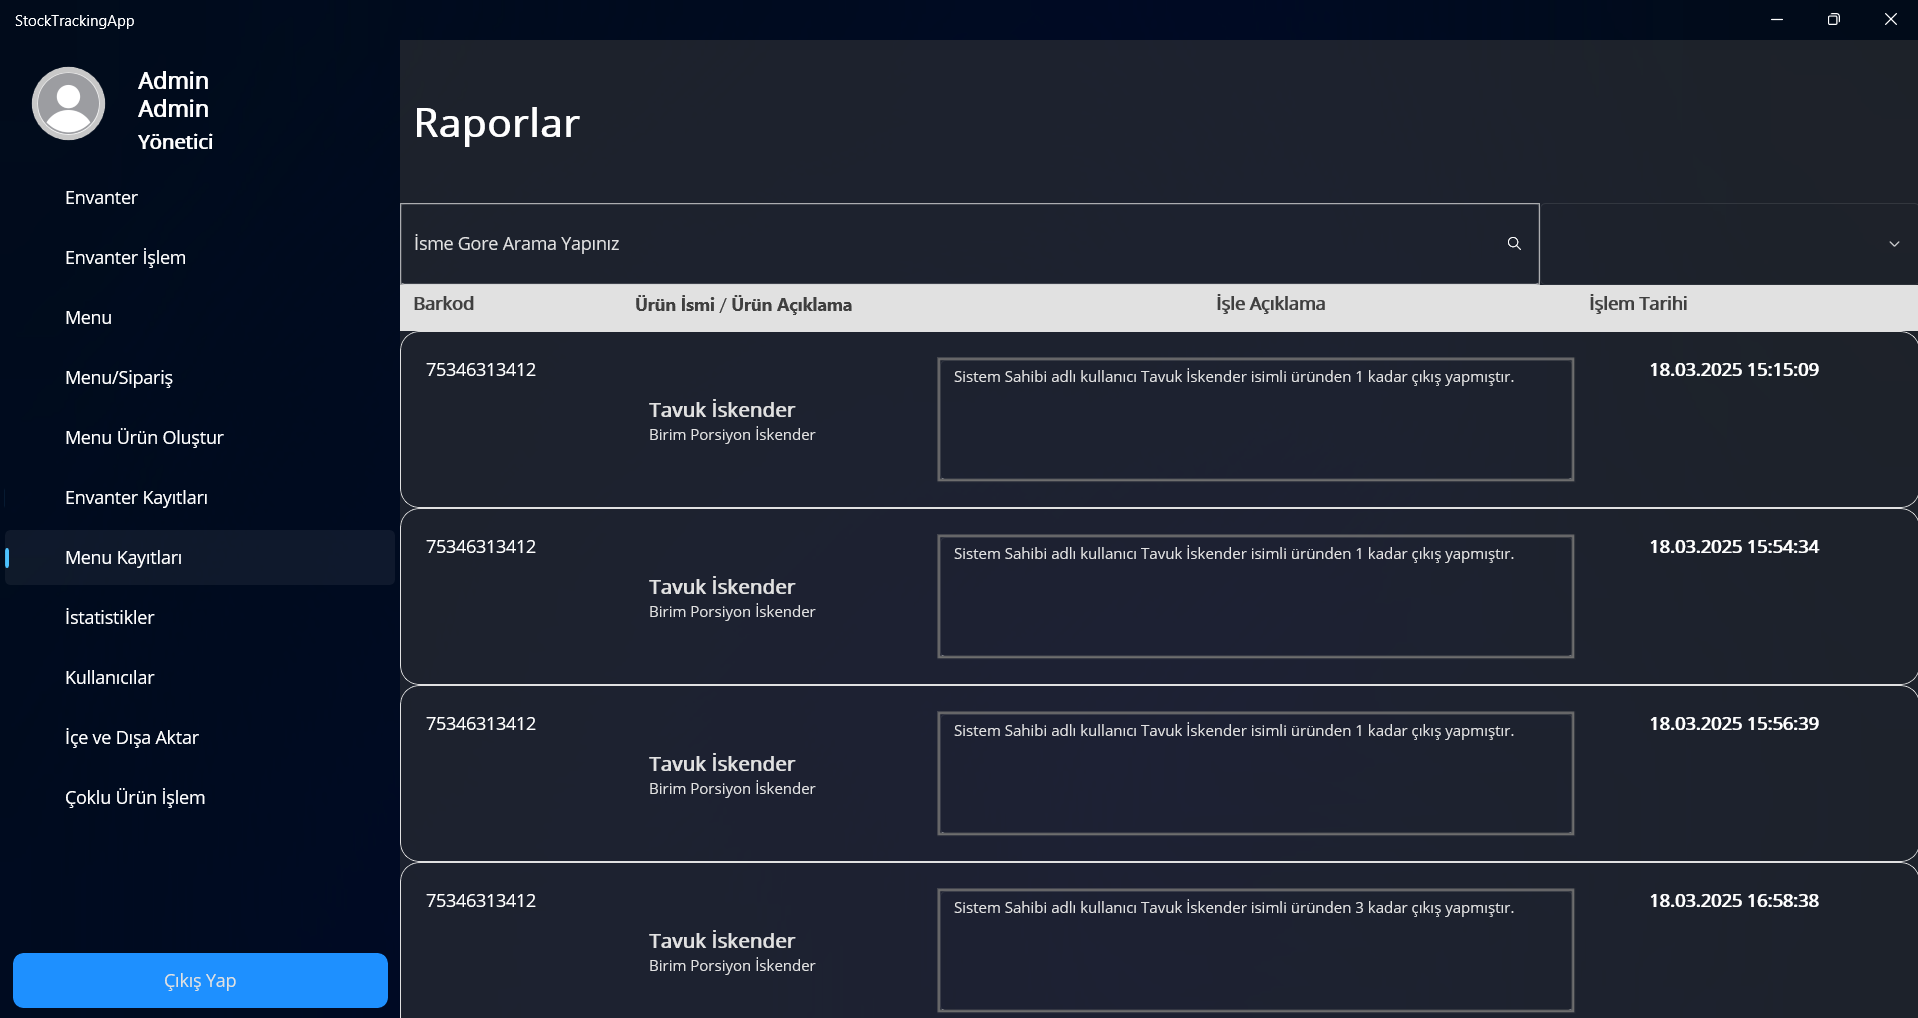 StockTrackingApp
Admin
Admin
Yönetici
Envanter
Envanter İşlem
Menu
Menu/Sipariş
Menu Ürün Oluştur
Envanter Kayıtları
Menu Kayıtları
İstatistikler
Kullanıcılar
İçe ve Dışa Aktar
Çoklu Ürün İşlem
Çıkış Yap
Raporlar
İsme Gore Arama Yapınız
Barkod Ürün İsmi / Ürün Açıklama İşle Açıklama İşlem Tarihi
75346313412 Sistem Sahibi adlı kullanıcı Tavuk İskender isimli üründen 1 kadar çıkış yapmıştır. 18.03.2025 15:15:09
Tavuk İskender
Birim Porsiyon İskender
75346313412 Sistem Sahibi adlı kullanıcı Tavuk İskender isimli üründen 1 kadar çıkış yapmıştır. 18.03.2025 15:54:34
Tavuk İskender
Birim Porsiyon İskender
75346313412 Sistem Sahibi adlı kullanıcı Tavuk İskender isimli üründen 1 kadar çıkış yapmıştır. 18.03.2025 15:56:39
Tavuk İskender
Birim Porsiyon İskender
75346313412 Sistem Sahibi adlı kullanıcı Tavuk İskender isimli üründen 3 kadar çıkış yapmıştır. 18.03.2025 16:58:38
Tavuk İskender
Birim Porsiyon İskender